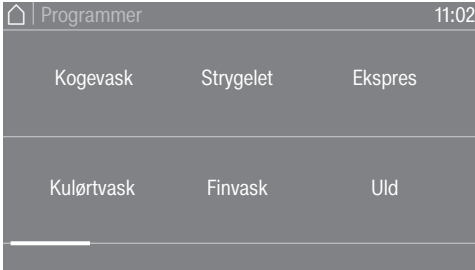 Programmer 11:02
Kogevask Strygelet Ekspres
Kulørtvask Finvask Uld